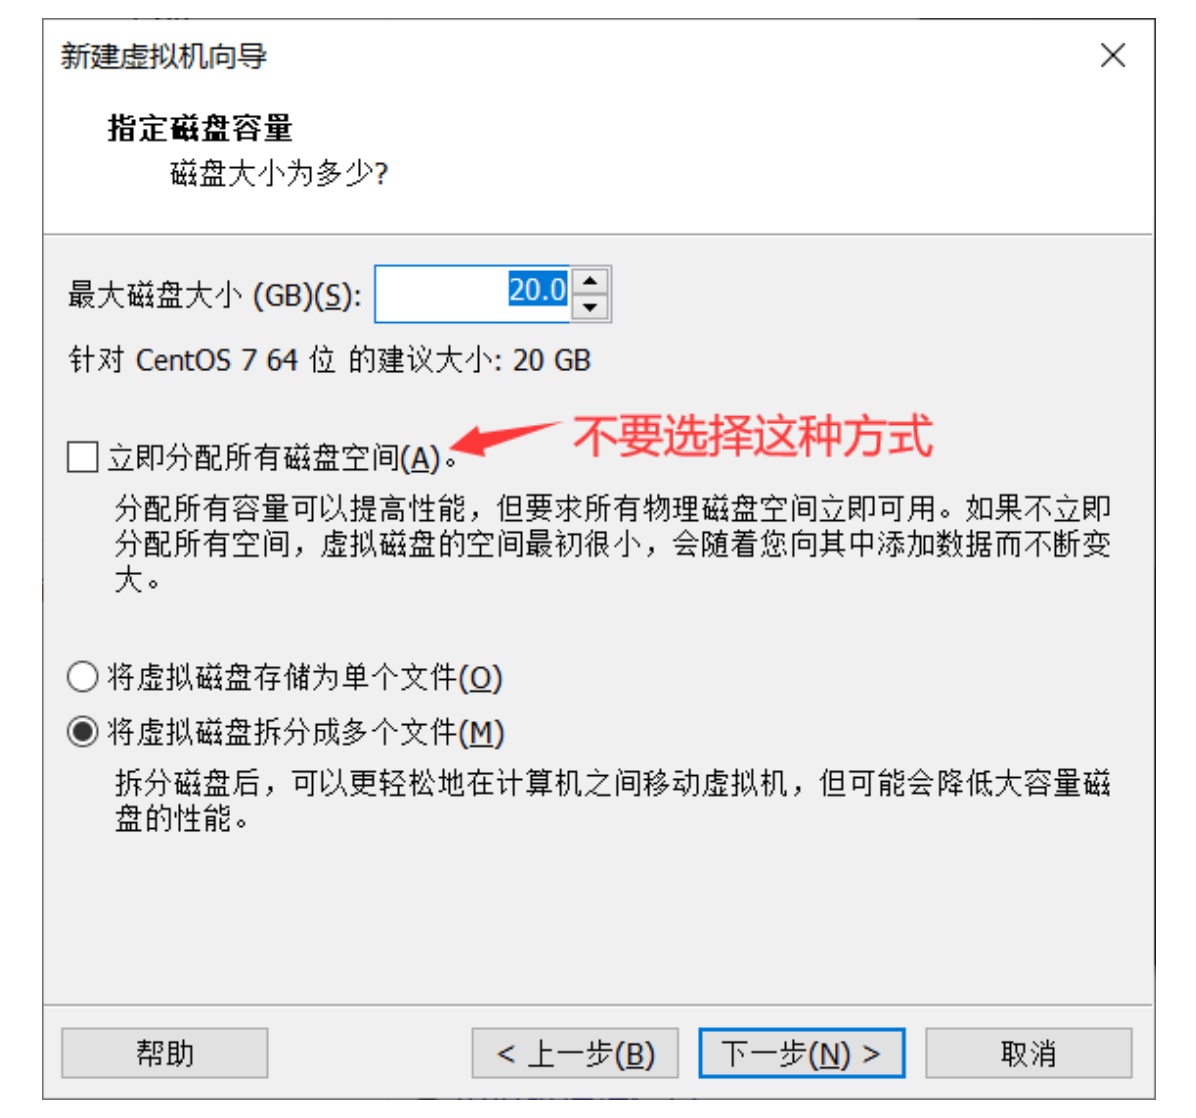 新建虚拟机向导
指定磁盘容量
磁盘大小为多少?
最大磁盘大小 (GB)(S): 20.0
针对 CentOS 7 64 位 的建议大小: 20 GB
立即分配所有磁盘空间(A)。 不要选择这种方式
分配所有容量可以提高性能，但要求所有物理磁盘空间立即可用。如果不立即
分配所有空间，虚拟磁盘的空间最初很小，会随着您向其中添加数据而不断变
大。
将虚拟磁盘存储为单个文件(O)
将虚拟磁盘拆分成多个文件(M)
拆分磁盘后，可以更轻松地在计算机之间移动虚拟机，但可能会降低大容量磁
盘的性能。
帮助 < 上一步(B) 下一步(N) > 取消